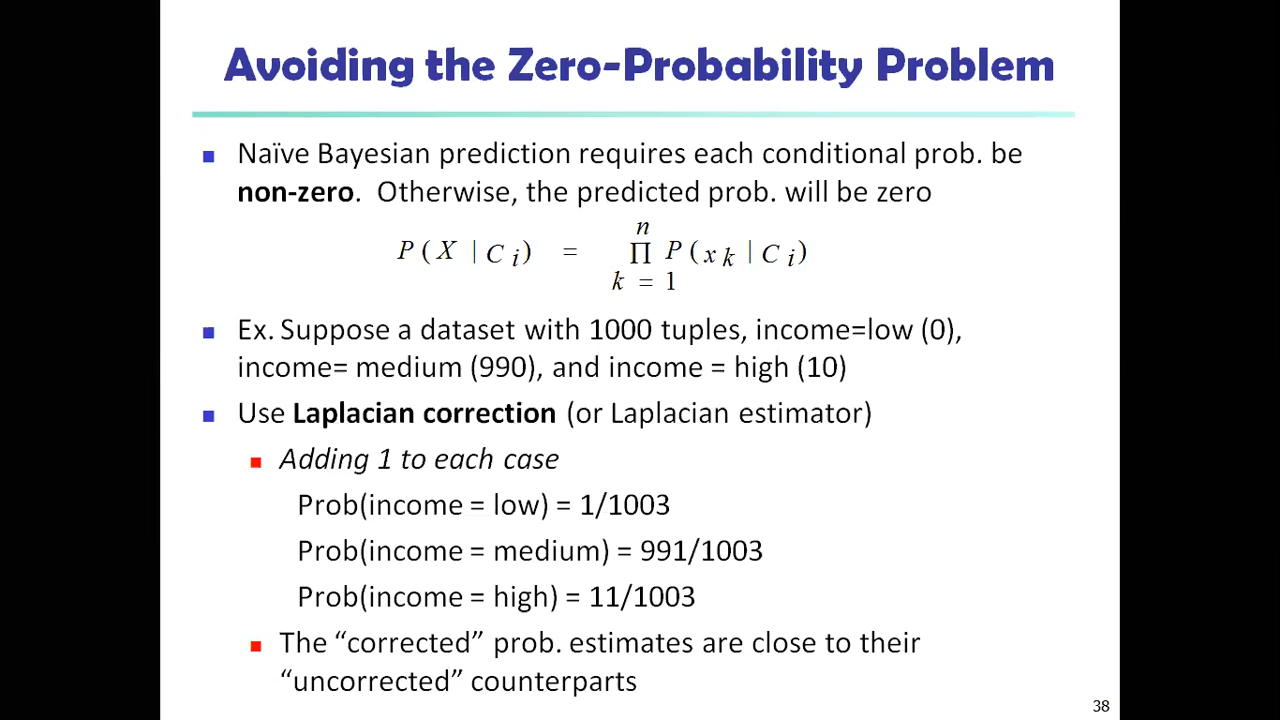 Avoiding the Zero-Probability Problem
Naïve Bayesian prediction requires each conditional prob. be
non-zero. Otherwise, the predicted prob. will be zero
n
P ( X | C i ) = Π P ( x k | C i )
k = 1
Ex. Suppose a dataset with 1000 tuples, income=low (0),
income= medium (990), and income = high (10)
Use Laplacian correction (or Laplacian estimator)
Adding 1 to each case
Prob(income = low) = 1/1003
Prob(income = medium) = 991/1003
Prob(income = high) = 11/1003
The “corrected” prob. estimates are close to their
“uncorrected” counterparts
38